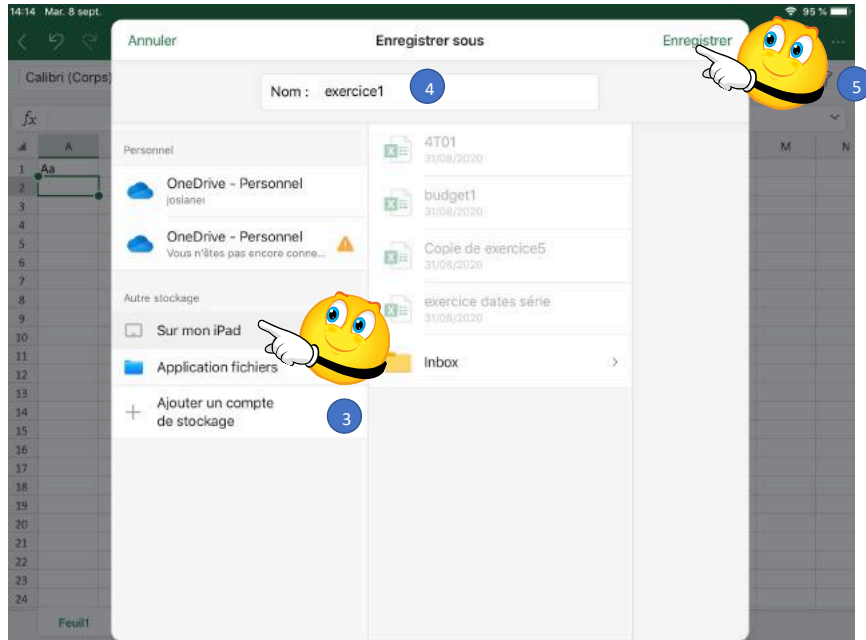 14:14 Mar. 8 sept.
95 %
Annuler
Enregistrer sous
Enregistrer
Calibri (Corps)
Nom : exercice1
4
5
fx
A
M
N
Personnel
OneDrive - Personnel
josianei
OneDrive - Personnel
Vous n'êtes pas encore conne...
Autre stockage
Sur mon iPad
Application fichiers
Ajouter un compte
de stockage
3
4T01
31/08/2020
budget1
31/08/2020
Copie de exercice5
31/08/2020
exercice dates série
31/08/2020
Inbox
1
Aa
2
3
4
5
6
7
8
9
10
11
12
13
14
15
16
17
18
19
20
21
22
23
24
Feuil1